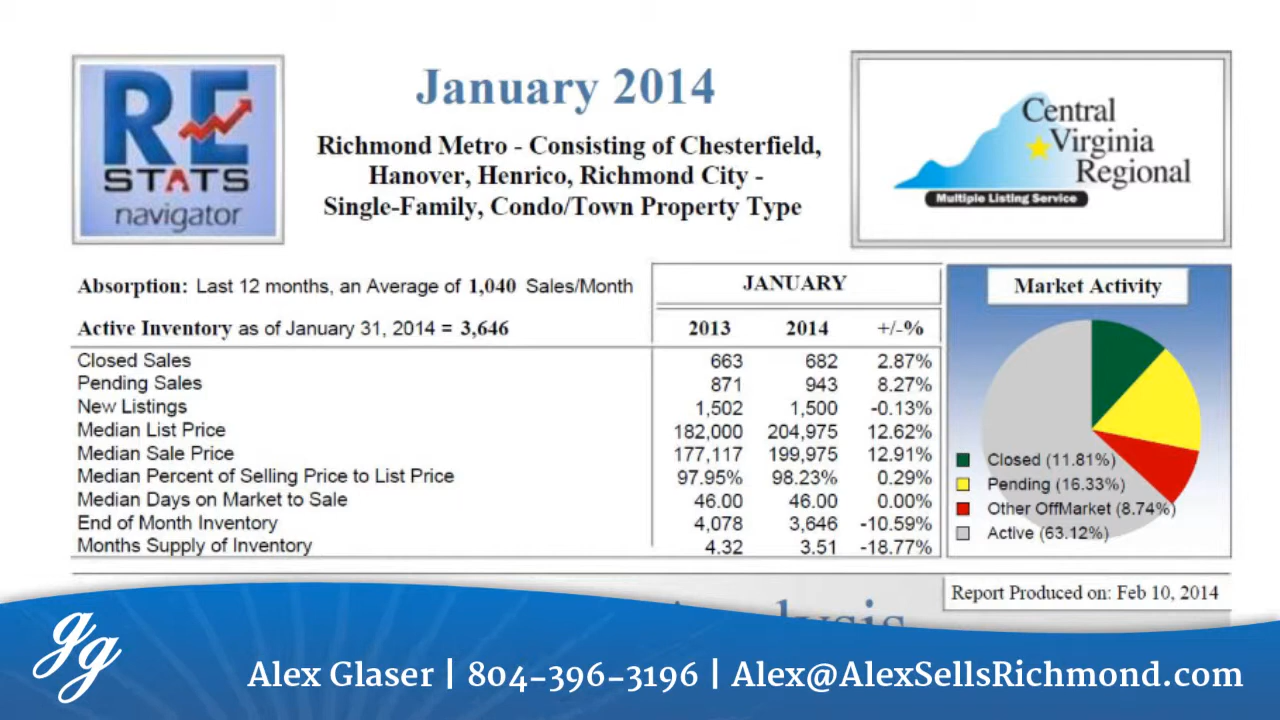 RE
STATS
navigator
January 2014
Richmond Metro - Consisting of Chesterfield,
Hanover, Henrico, Richmond City -
Single-Family, Condo/Town Property Type
Central
Virginia
Regional
Multiple Listing Service
Absorption: Last 12 months, an Average of 1,040 Sales/Month
Active Inventory as of January 31, 2014 = 3,646
JANUARY
2013 2014 +/-%
Closed Sales 663 682 2.87%
Pending Sales 871 943 8.27%
New Listings 1,502 1,500 -0.13%
Median List Price 182,000 204,975 12.62%
Median Sale Price 177,117 199,975 12.91%
Median Percent of Selling Price to List Price 97.95% 98.23% 0.29%
Median Days on Market to Sale 46.00 46.00 0.00%
End of Month Inventory 4,078 3,646 -10.59%
Months Supply of Inventory 4.32 3.51 -18.77%
Market Activity
Closed (11.81%)
Pending (16.33%)
Other OffMarket (8.74%)
Active (63.12%)
Report Produced on: Feb 10, 2014
gg
Alex Glaser | 804-396-3196 | Alex@AlexSellsRichmond.com